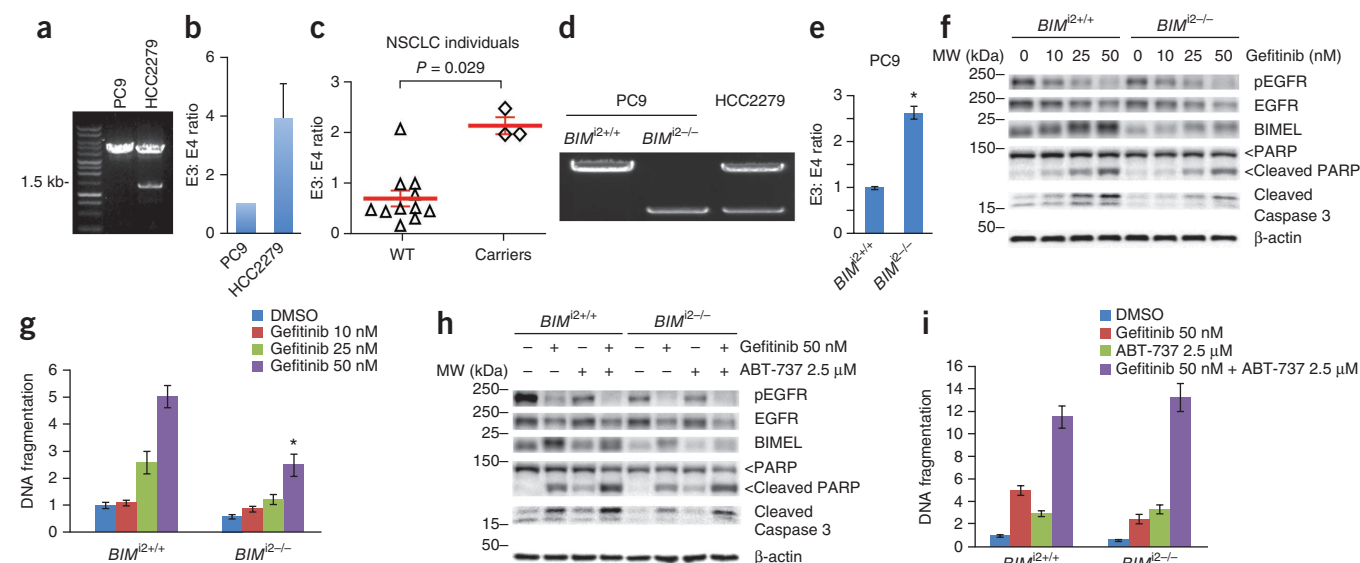 a
PC9
HCC2279
1.5 kb-
b
E3: E4 ratio
6
4
2
0
PC9
HCC2279
c
NSCLC individuals
P = 0.029
E3: E4 ratio
3
2
1
0
WT
Carriers
d
PC9
HCC2279
BIMi2+/+
BIMi2−/−
e
PC9
E3: E4 ratio
3
2
1
0
*
BIMi2+/+
BIMi2−/−
f
BIMi2+/+
BIMi2−/−
MW (kDa) 0 10 25 50 0 10 25 50 Gefitinib (nM)
250 pEGFR
250 EGFR
25 BIMEL
150 <PARP
<Cleaved PARP
Cleaved
15 Caspase 3
50 β-actin
g
DMSO
Gefitinib 10 nM
Gefitinib 25 nM
Gefitinib 50 nM
DNA fragmentation
6
5
4
3
2
1
0
*
BIMi2+/+
BIMi2−/−
h
BIMi2+/+
BIMi2−/−
− + − + − + − + Gefitinib 50 nM
MW (kDa) − − + + − − + + ABT-737 2.5 µM
250 pEGFR
250 EGFR
25 BIMEL
150 <PARP
<Cleaved PARP
Cleaved
15 Caspase 3
50 β-actin
i
DMSO
Gefitinib 50 nM
ABT-737 2.5 µM
Gefitinib 50 nM + ABT-737 2.5 µM
DNA fragmentation
16
14
12
10
8
6
4
2
0
BIMi2+/+
BIMi2−/−